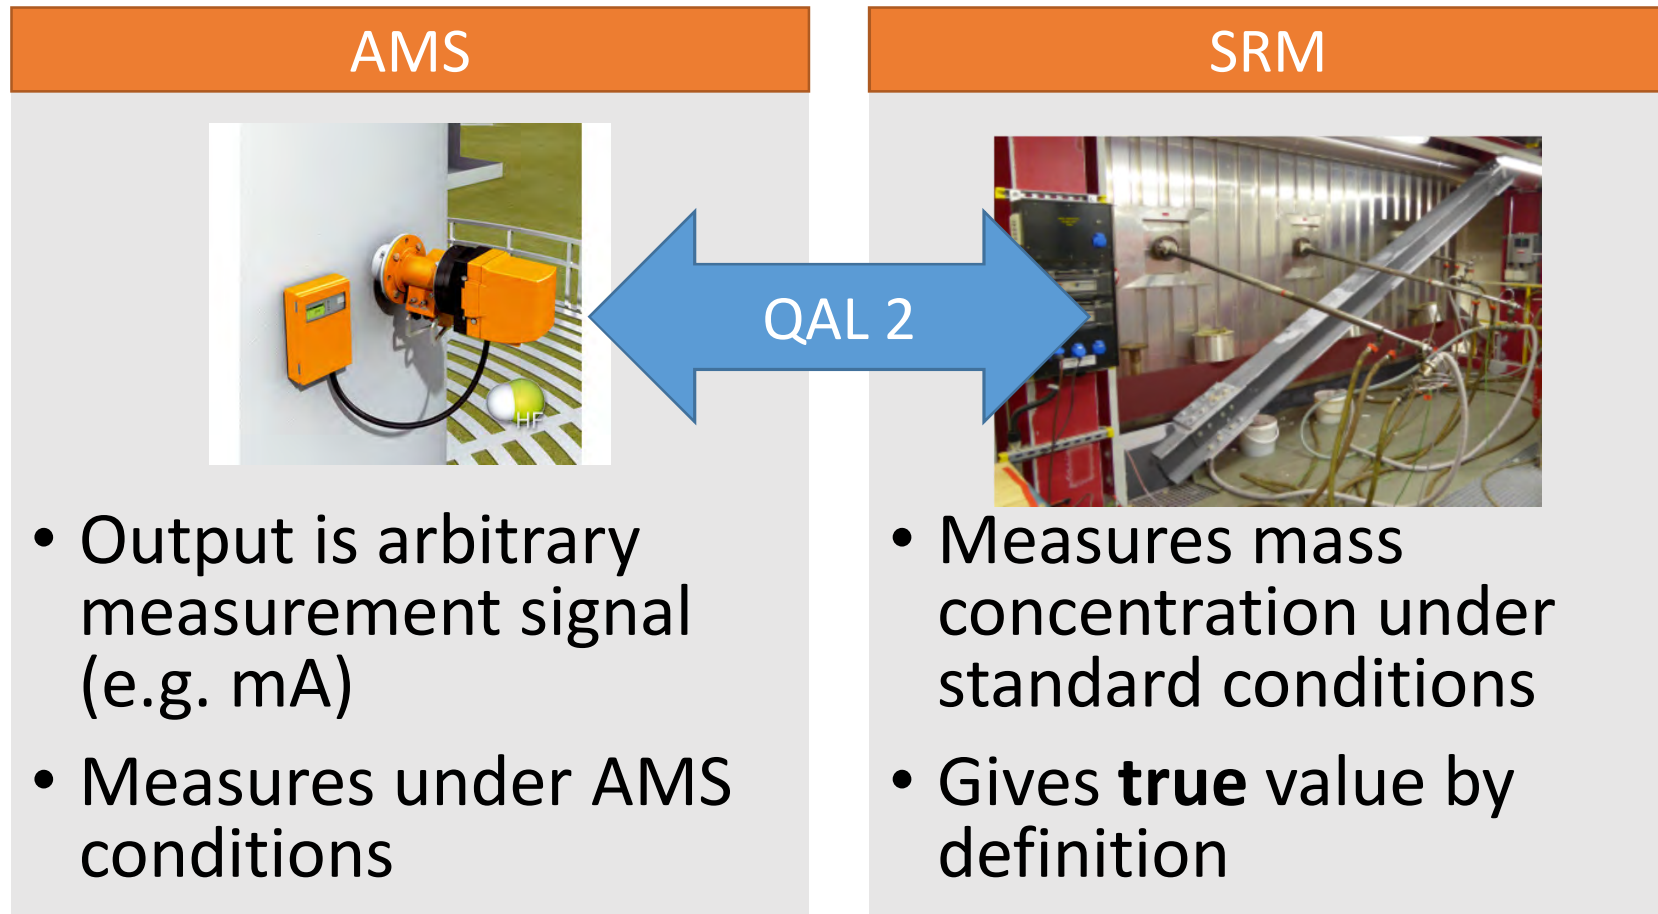 AMS
SRM
HF
QAL 2
• Output is arbitrary
measurement signal
(e.g. mA)
• Measures under AMS
conditions
• Measures mass
concentration under
standard conditions
• Gives true value by
definition